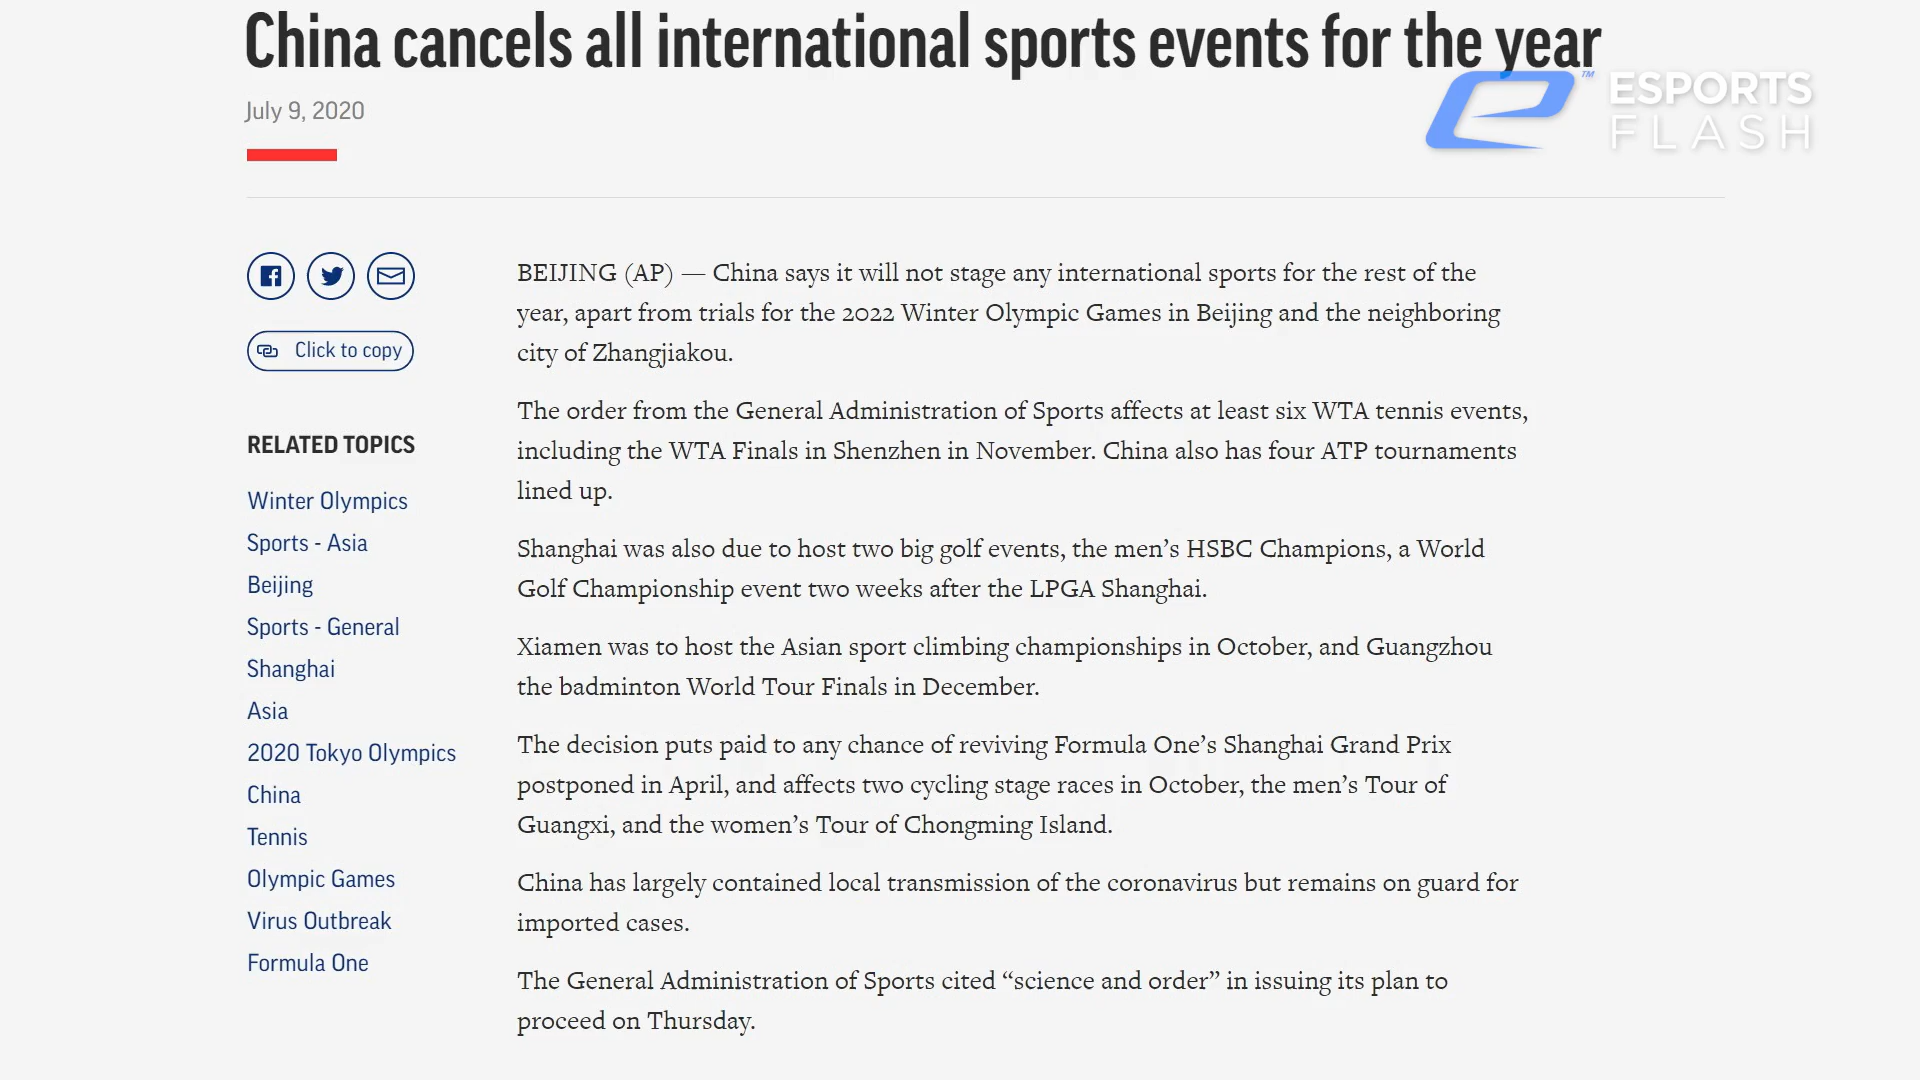 China cancels all international sports events for the year
July 9, 2020
™
ESPORTS
FLASH
Click to copy
RELATED TOPICS
Winter Olympics
Sports - Asia
Beijing
Sports - General
Shanghai
Asia
2020 Tokyo Olympics
China
Tennis
Olympic Games
Virus Outbreak
Formula One
BEIJING (AP) — China says it will not stage any international sports for the rest of the
year, apart from trials for the 2022 Winter Olympic Games in Beijing and the neighboring
city of Zhangjiakou.
The order from the General Administration of Sports affects at least six WTA tennis events,
including the WTA Finals in Shenzhen in November. China also has four ATP tournaments
lined up.
Shanghai was also due to host two big golf events, the men’s HSBC Champions, a World
Golf Championship event two weeks after the LPGA Shanghai.
Xiamen was to host the Asian sport climbing championships in October, and Guangzhou
the badminton World Tour Finals in December.
The decision puts paid to any chance of reviving Formula One’s Shanghai Grand Prix
postponed in April, and affects two cycling stage races in October, the men’s Tour of
Guangxi, and the women’s Tour of Chongming Island.
China has largely contained local transmission of the coronavirus but remains on guard for
imported cases.
The General Administration of Sports cited “science and order” in issuing its plan to
proceed on Thursday.